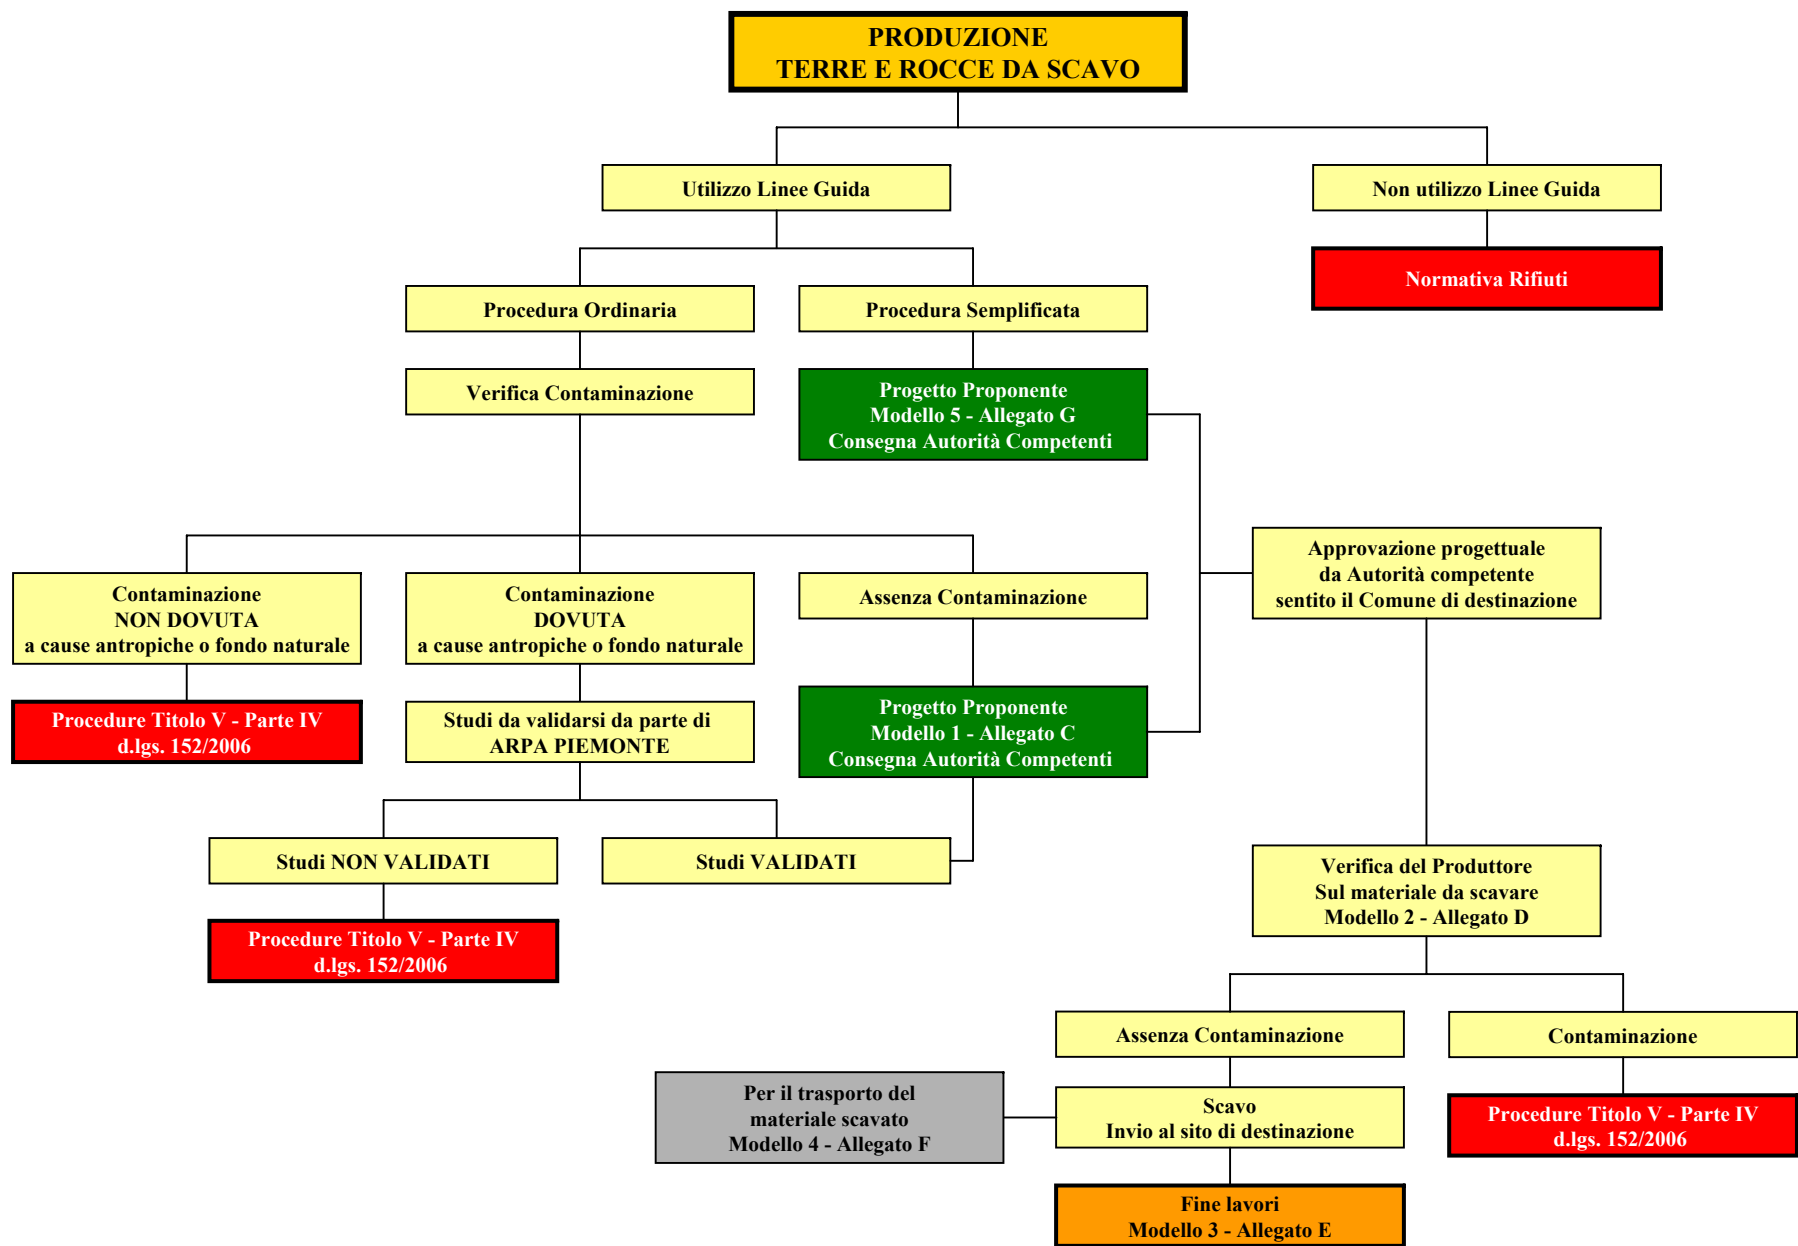 PRODUZIONE
TERRE E ROCCE DA SCAVO
Utilizzo Linee Guida
Non utilizzo Linee Guida
Normativa Rifiuti
Procedura Ordinaria
Procedura Semplificata
Verifica Contaminazione
Progetto Proponente
Modello 5 - Allegato G
Consegna Autorità Competenti
Approvazione progettuale
da Autorità competente
sentito il Comune di destinazione
Contaminazione
NON DOVUTA
a cause antropiche o fondo naturale
Contaminazione
DOVUTA
a cause antropiche o fondo naturale
Assenza Contaminazione
Procedure Titolo V - Parte IV
d.lgs. 152/2006
Studi da validarsi da parte di
ARPA PIEMONTE
Progetto Proponente
Modello 1 - Allegato C
Consegna Autorità Competenti
Studi NON VALIDATI
Studi VALIDATI
Verifica del Produttore
Sul materiale da scavare
Modello 2 - Allegato D
Procedure Titolo V - Parte IV
d.lgs. 152/2006
Assenza Contaminazione
Contaminazione
Per il trasporto del
materiale scavato
Modello 4 - Allegato F
Scavo
Invio al sito di destinazione
Procedure Titolo V - Parte IV
d.lgs. 152/2006
Fine lavori
Modello 3 - Allegato E